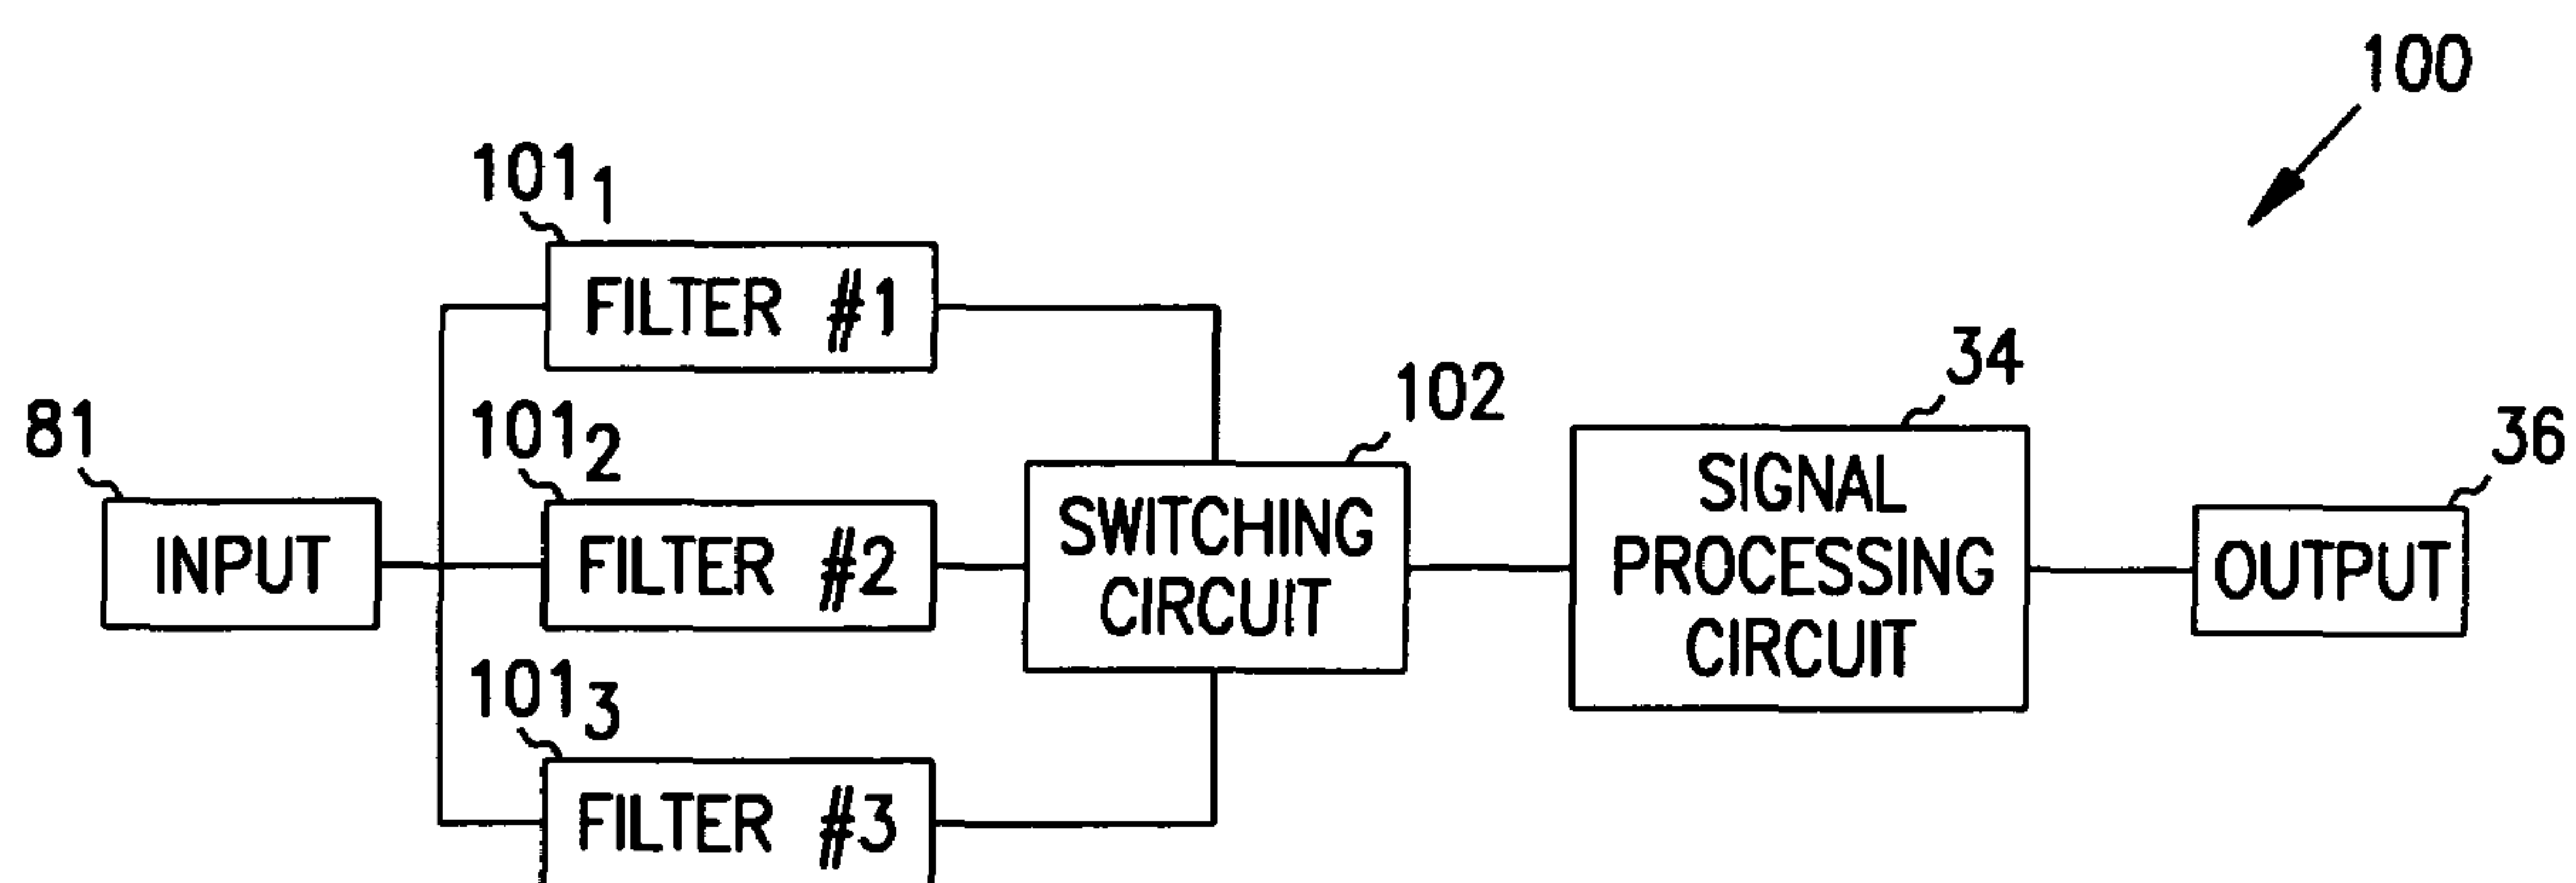 100
101₁
FILTER #1
34
102
36
81
101₂
SIGNAL
PROCESSING
CIRCUIT
SWITCHING
CIRCUIT
INPUT
FILTER #2
OUTPUT
101₃
FILTER #3